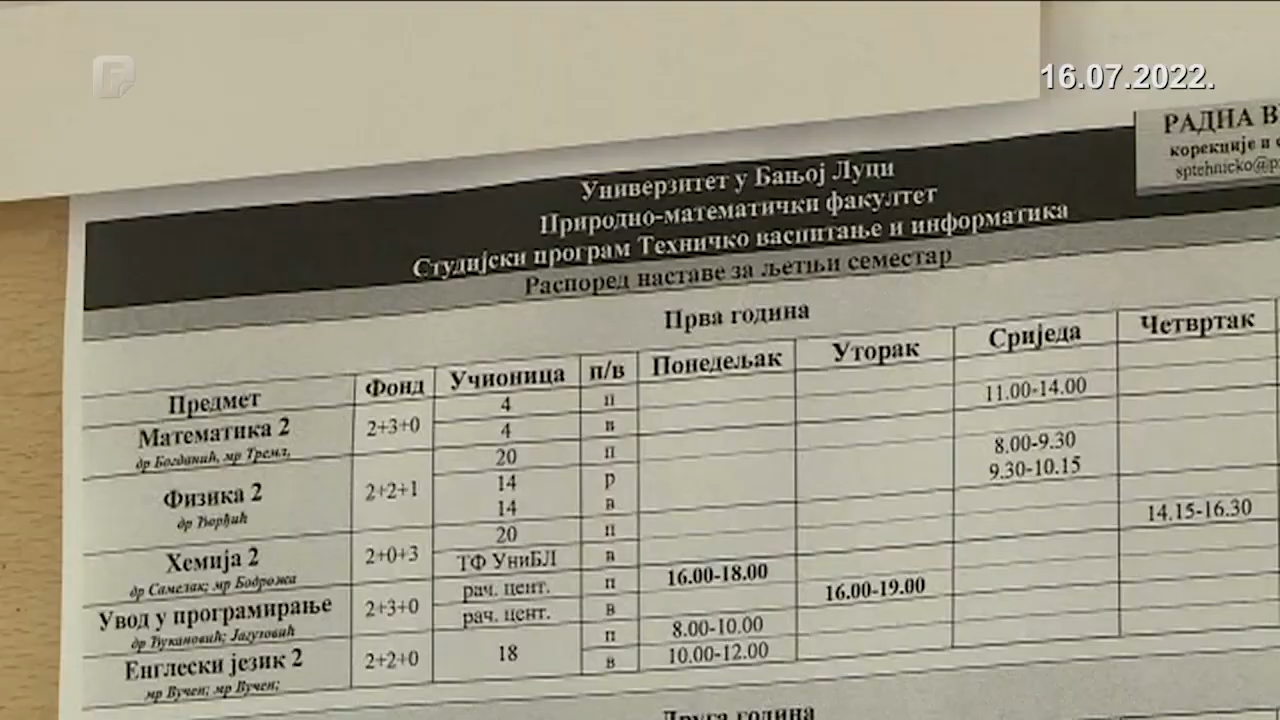 16.07.2022.
РАДНА В
корекције и
sptehnicko@p
Универзитет у Бањој Луци
Природно-математички факултет
Студијски програм Техничко васпитање и информатика
Распоред наставе за љетњи семестар
Прва година
Предмет Фонд Учионица п/в Понедељак Уторак Сриједа Четвртак
Математика 2 2+3+0 4 п 11.00-14.00
др Богданић, мр Тремл, 4 в
Физика 2 2+2+1 20 п 8.00-9.30
др Ђорђић 14 р 9.30-10.15
14 в
Хемија 2 2+0+3 20 п 14.15-16.30
др Самелак; мр Бодрожа ТФ УниБЛ в
Увод у програмирање 2+3+0 рач. цент. п 16.00-18.00
др Ђукановић; Јагузовић рач. цент. в 16.00-19.00
Енглески језик 2 2+2+0 18 п 8.00-10.00
мр Вучен; мр Вучен; в 10.00-12.00
Друга година